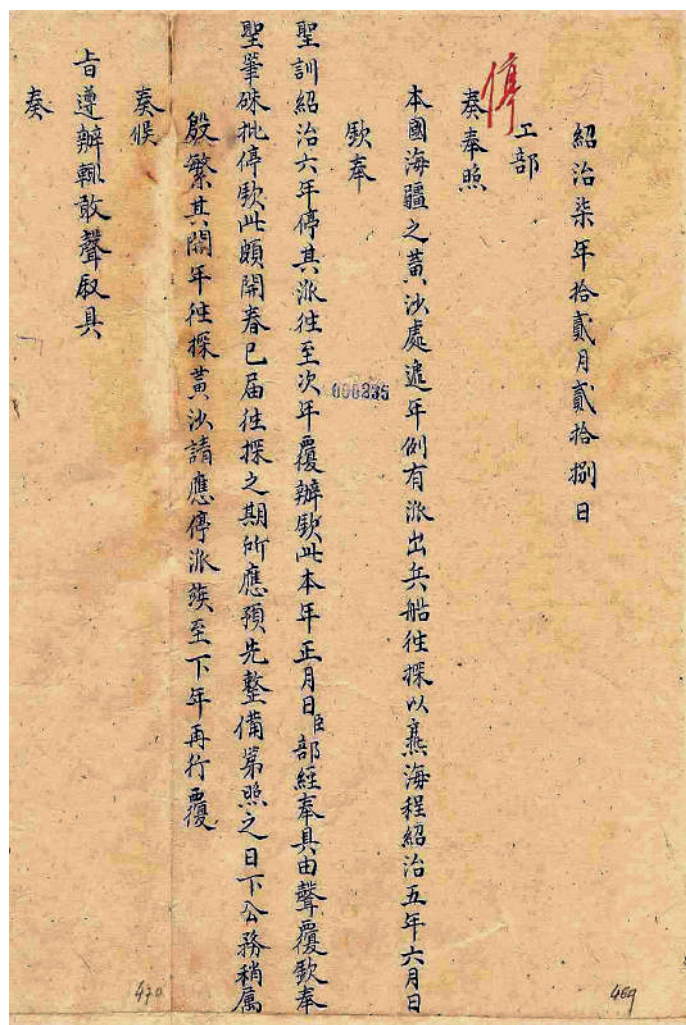 紹治柒年拾貳月貳拾捌日
停
工部
奏奉照
本國海疆之黃沙處遞年例有派出兵船往探以熟海程紹治五年六月日
欽奉
聖訓紹治六年停其派往至次年覆辦欽此本年正月日臣部經奉具由聲覆欽奉
聖筆硃批停欽此頗開春已届往探之期所應預先整備第照之日下公務稍屬
殷繁其開年往探黃沙請應停派竢至下年再行覆
奏候
旨遵辦輒敢聲叙具
奏
000235
470
469